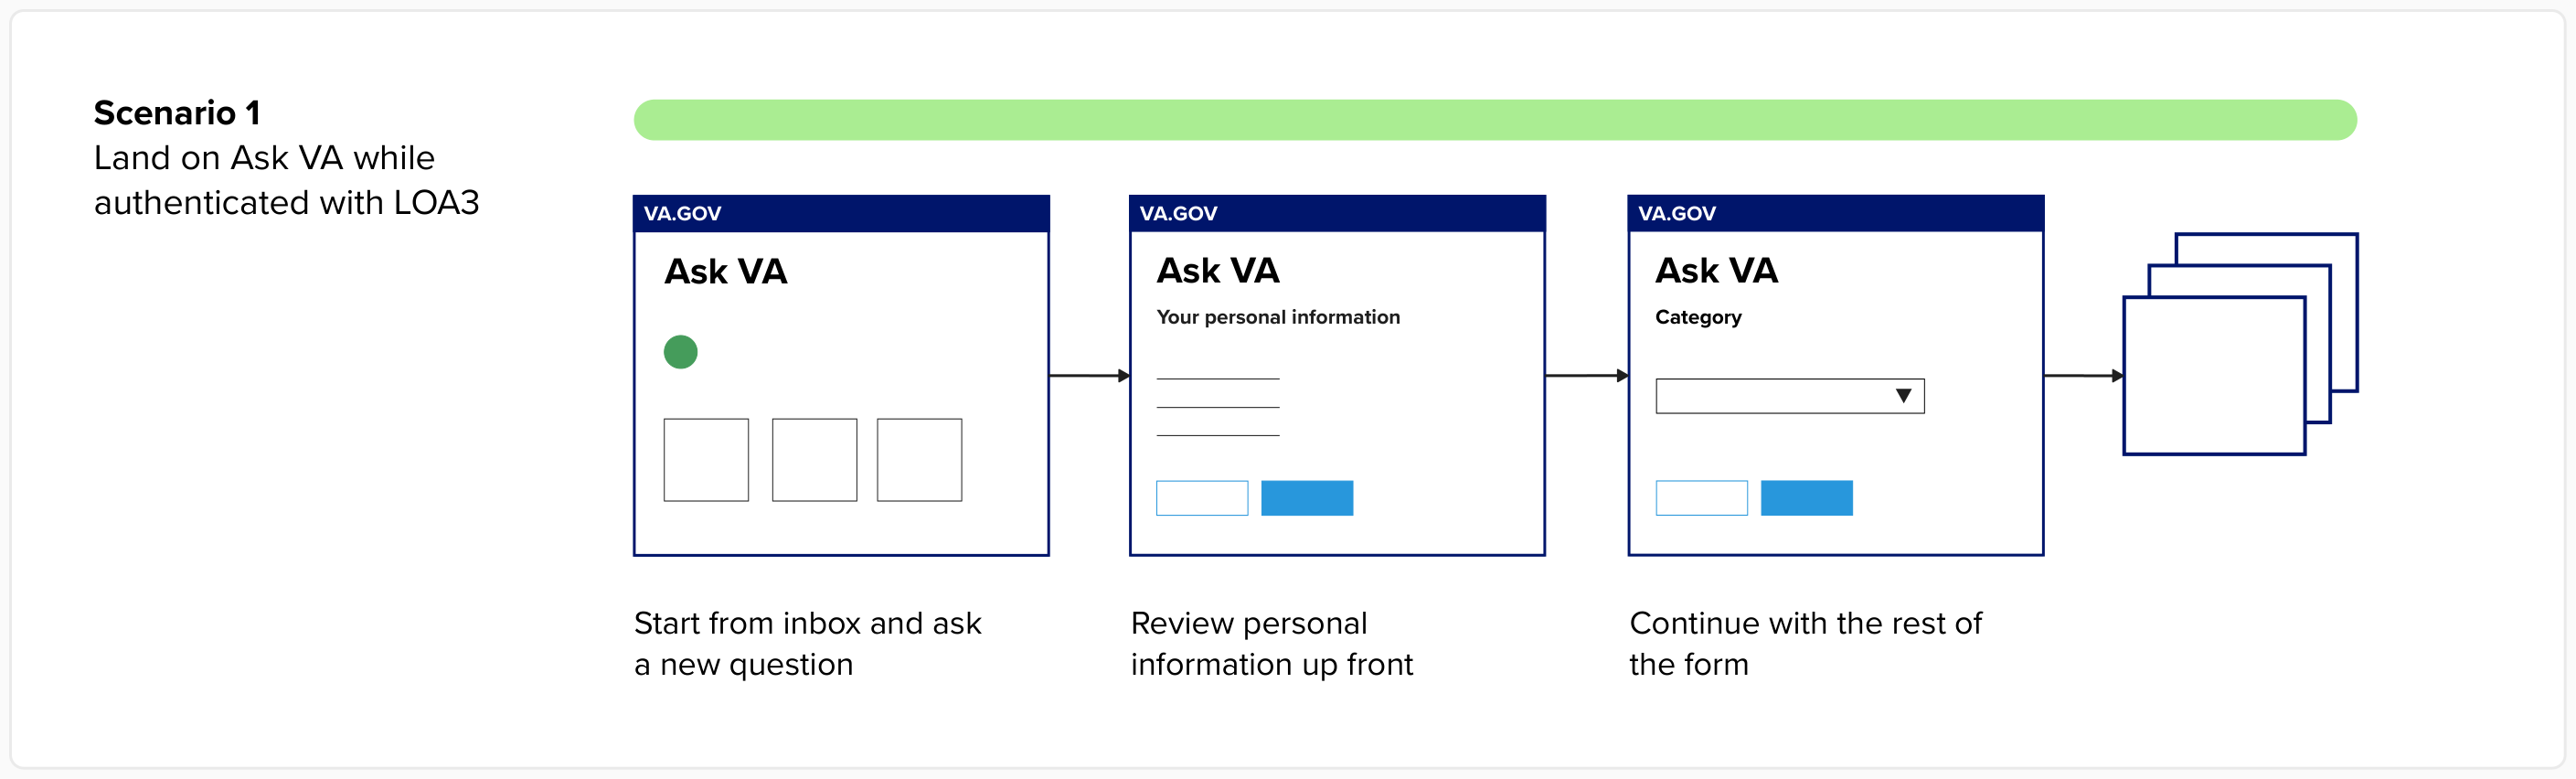 Scenario 1
Land on Ask VA while
authenticated with LOA3
VA.GOV
Ask VA
Start from inbox and ask
a new question
VA.GOV
Ask VA
Your personal information
Review personal
information up front
VA.GOV
Ask VA
Category
Continue with the rest of
the form